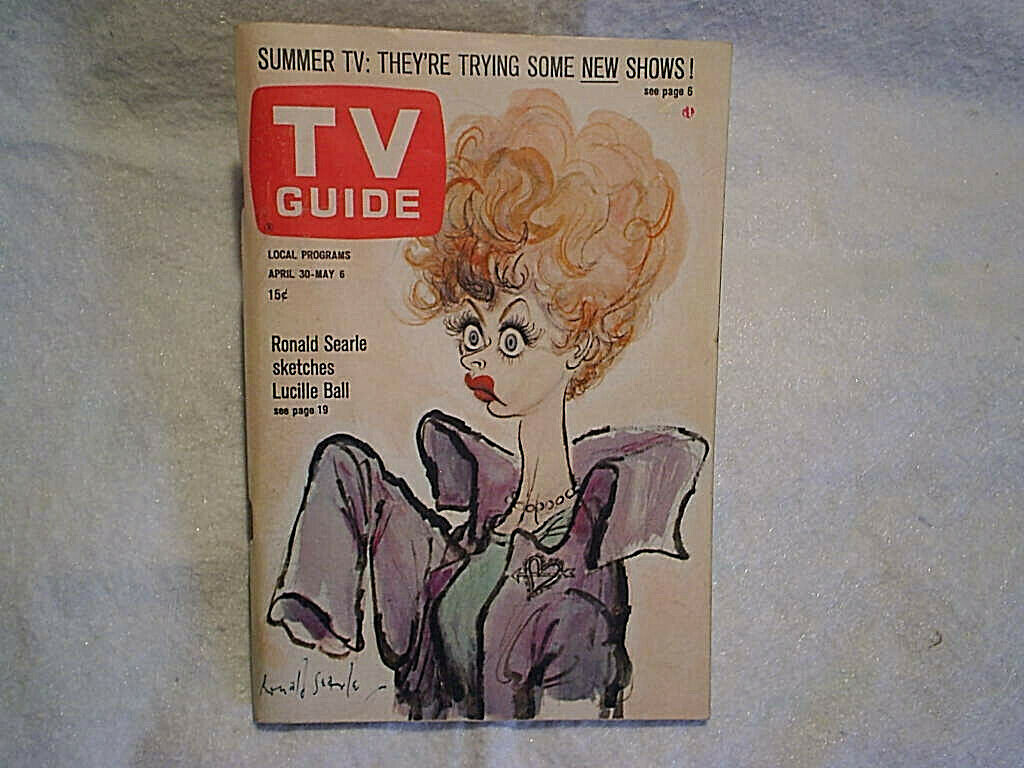 SUMMER TV: THEY'RE TRYING SOME NEW SHOWS!
see page 6
TV
GUIDE
®
LOCAL PROGRAMS
APRIL 30-MAY 6
15¢
Ronald Searle
sketches
Lucille Ball
see page 19
Ronald Searle